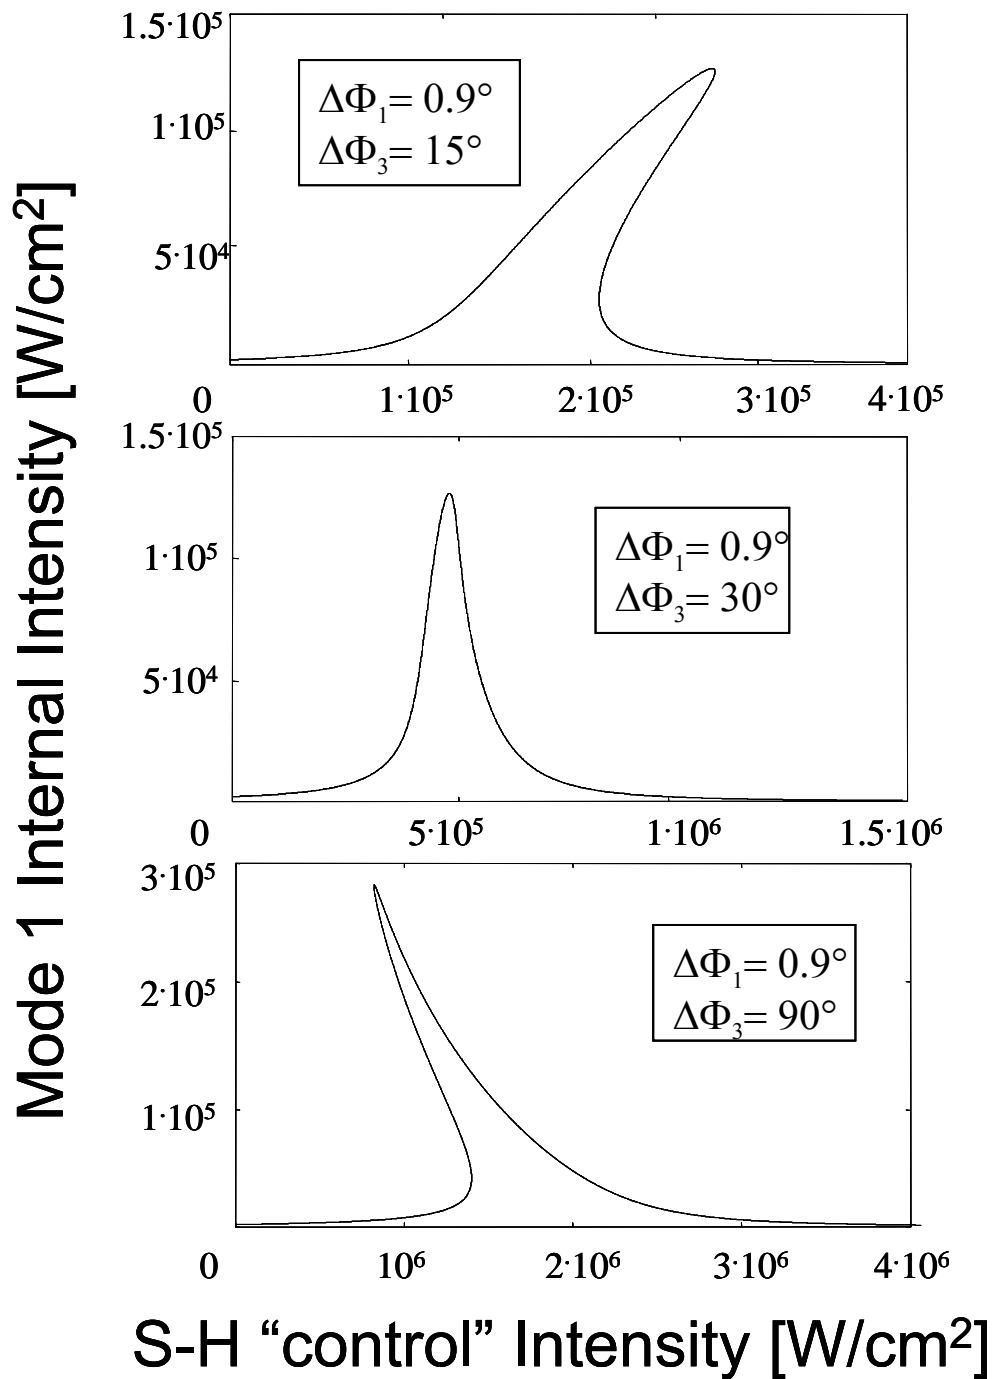 Mode 1 Internal Intensity [W/cm²]
1.5·10⁵
1·10⁵
5·10⁴
ΔΦ₁= 0.9°
ΔΦ₃= 15°
0 1·10⁵ 2·10⁵ 3·10⁵ 4·10⁵
1.5·10⁵
1·10⁵
5·10⁴
ΔΦ₁= 0.9°
ΔΦ₃= 30°
0 5·10⁵ 1·10⁶ 1.5·10⁶
3·10⁵
2·10⁵
1·10⁵
ΔΦ₁= 0.9°
ΔΦ₃= 90°
0 10⁶ 2·10⁶ 3·10⁶ 4·10⁶
S-H “control” Intensity [W/cm²]